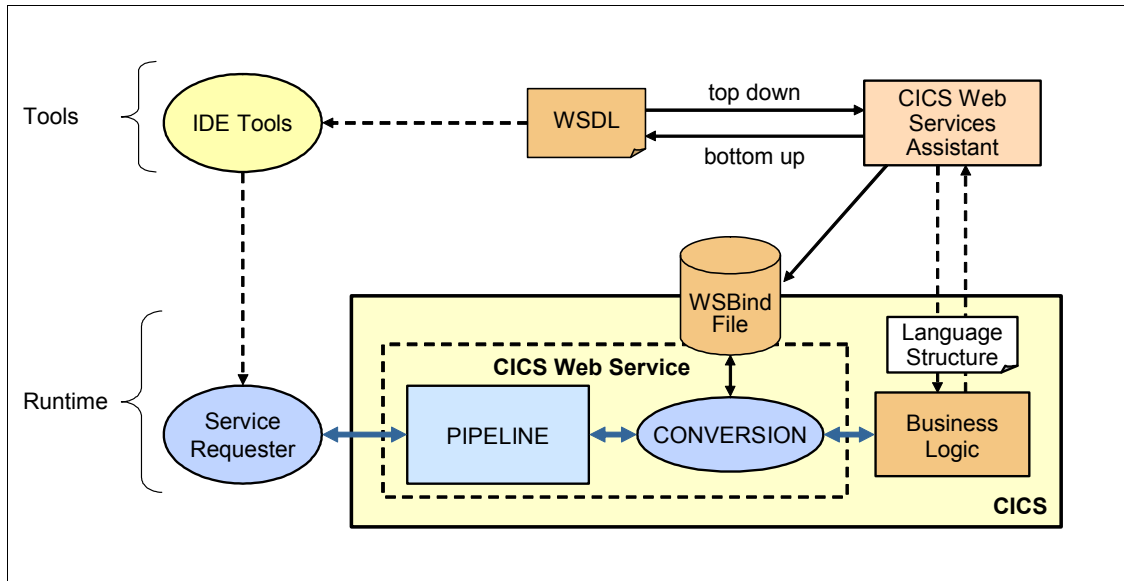 Tools
IDE Tools
WSDL
top down
bottom up
CICS Web
Services
Assistant
WSBind
File
Language
Structure
CICS Web Service
Runtime
Service
Requester
PIPELINE
CONVERSION
Business
Logic
CICS